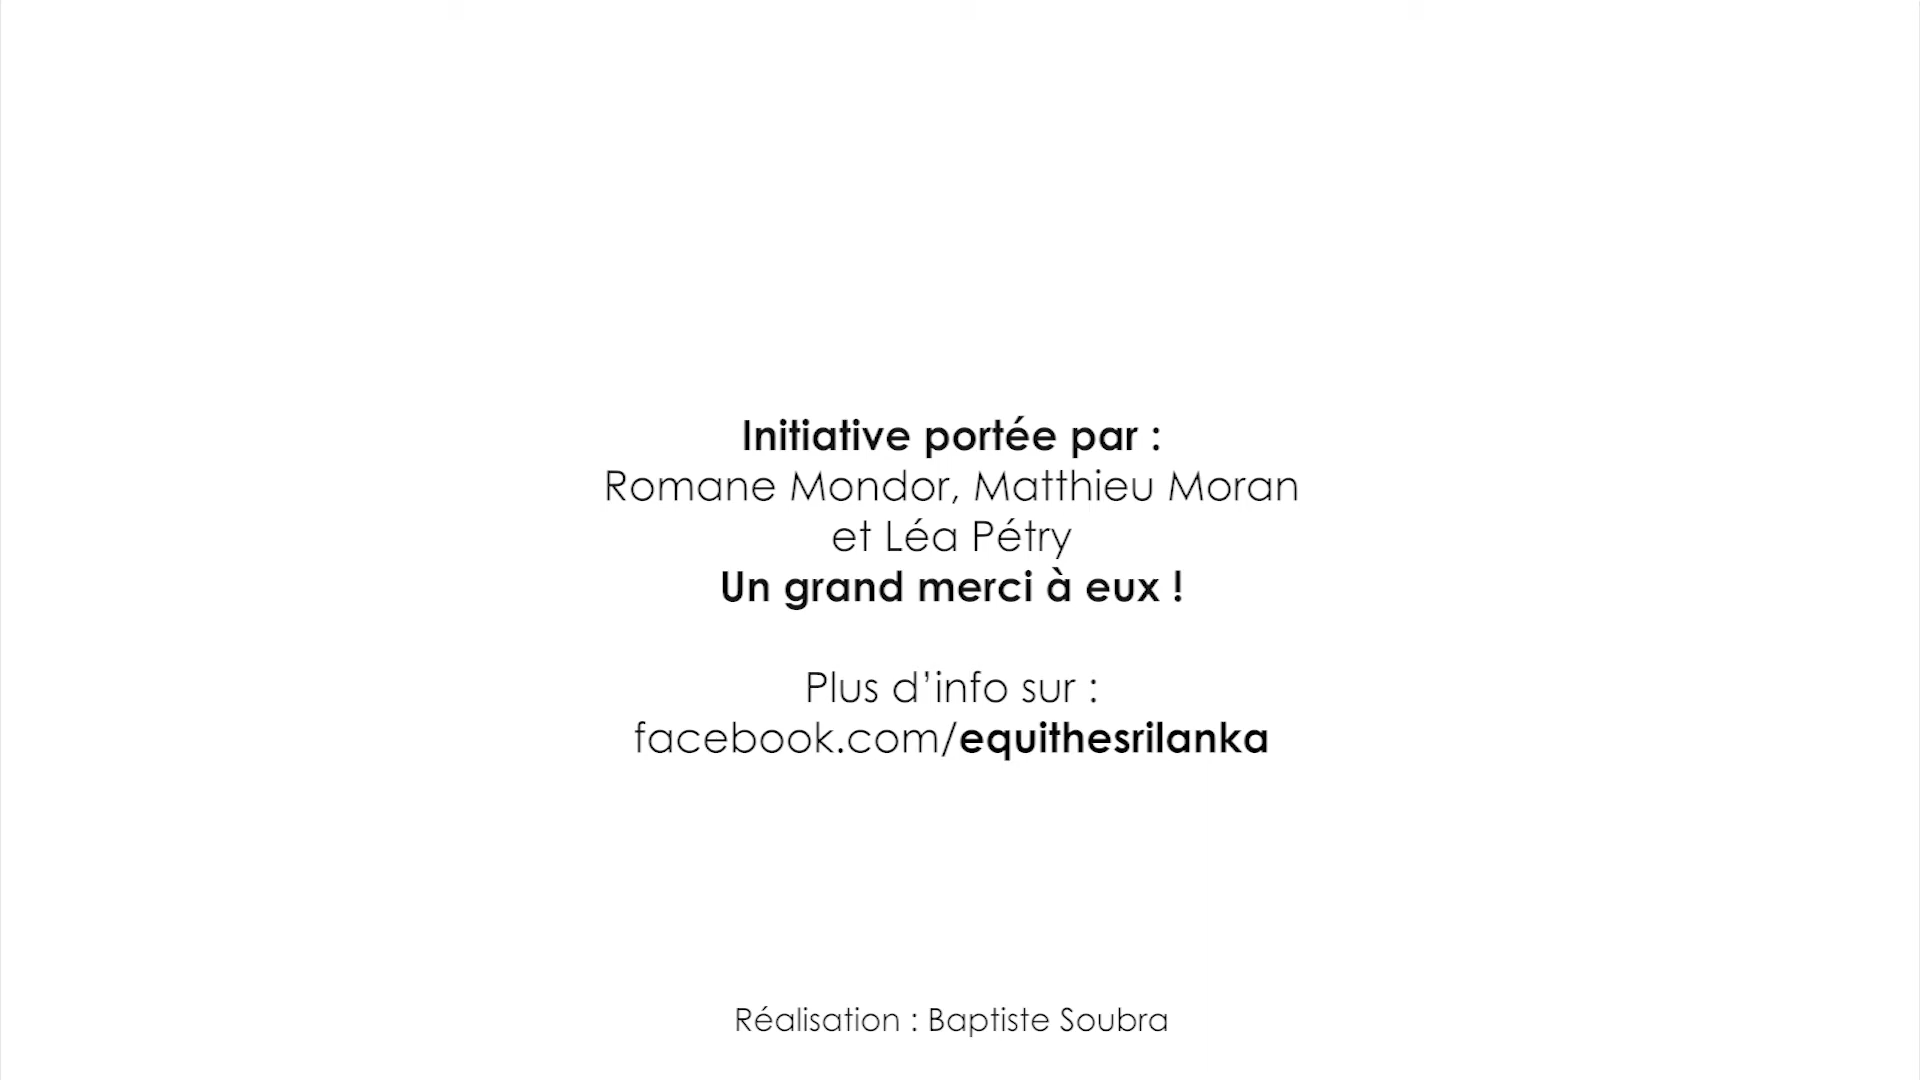 Initiative portée par :
Romane Mondor, Matthieu Moran
et Léa Pétry
Un grand merci à eux !
Plus d’info sur :
facebook.com/equithesrilanka
Réalisation : Baptiste Soubra